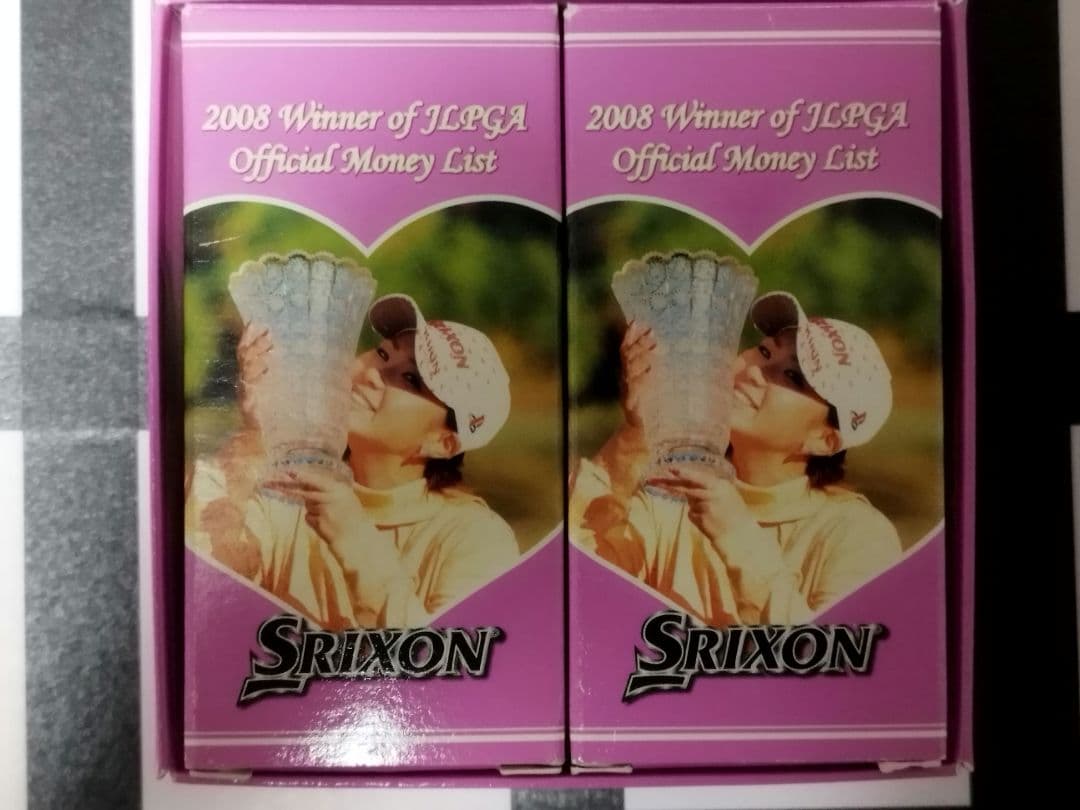 2008 Winner of JLPGA
Official Money List
SRIXON
2008 Winner of JLPGA
Official Money List
SRIXON